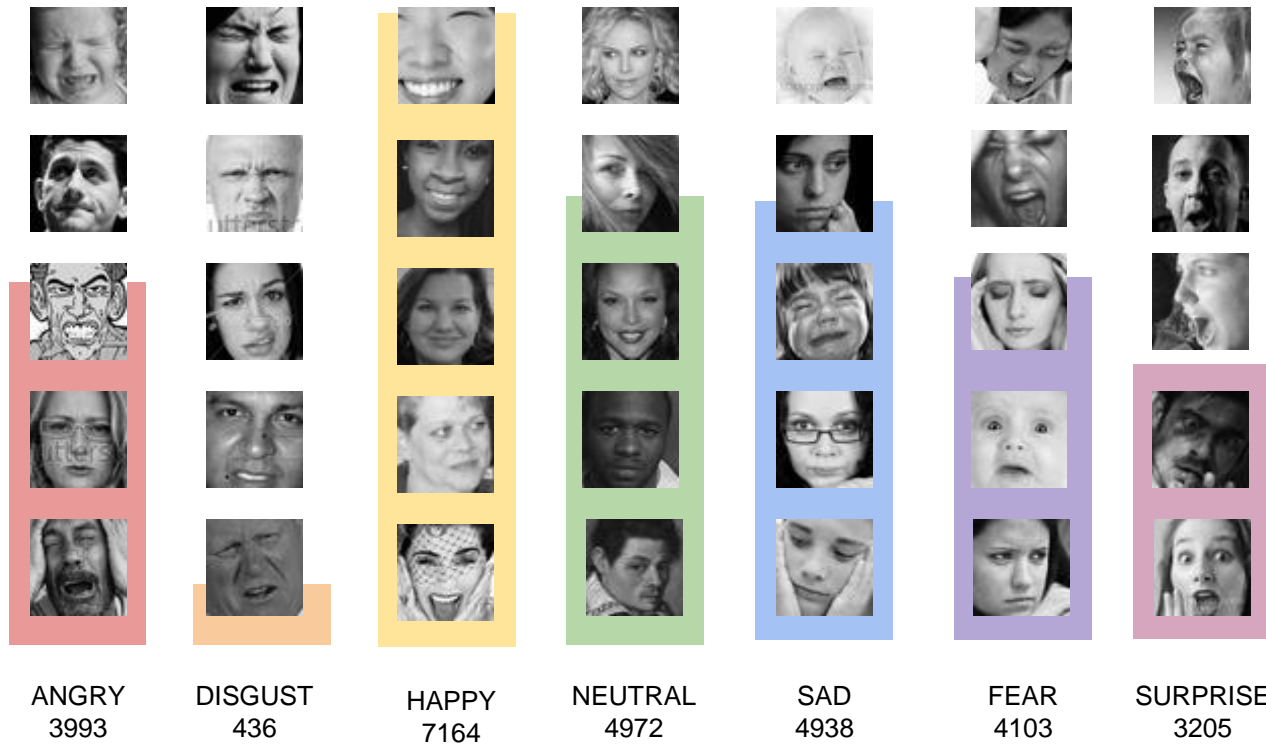 ANGRY
3993
DISGUST
436
HAPPY
7164
NEUTRAL
4972
SAD
4938
FEAR
4103
SURPRISE
3205